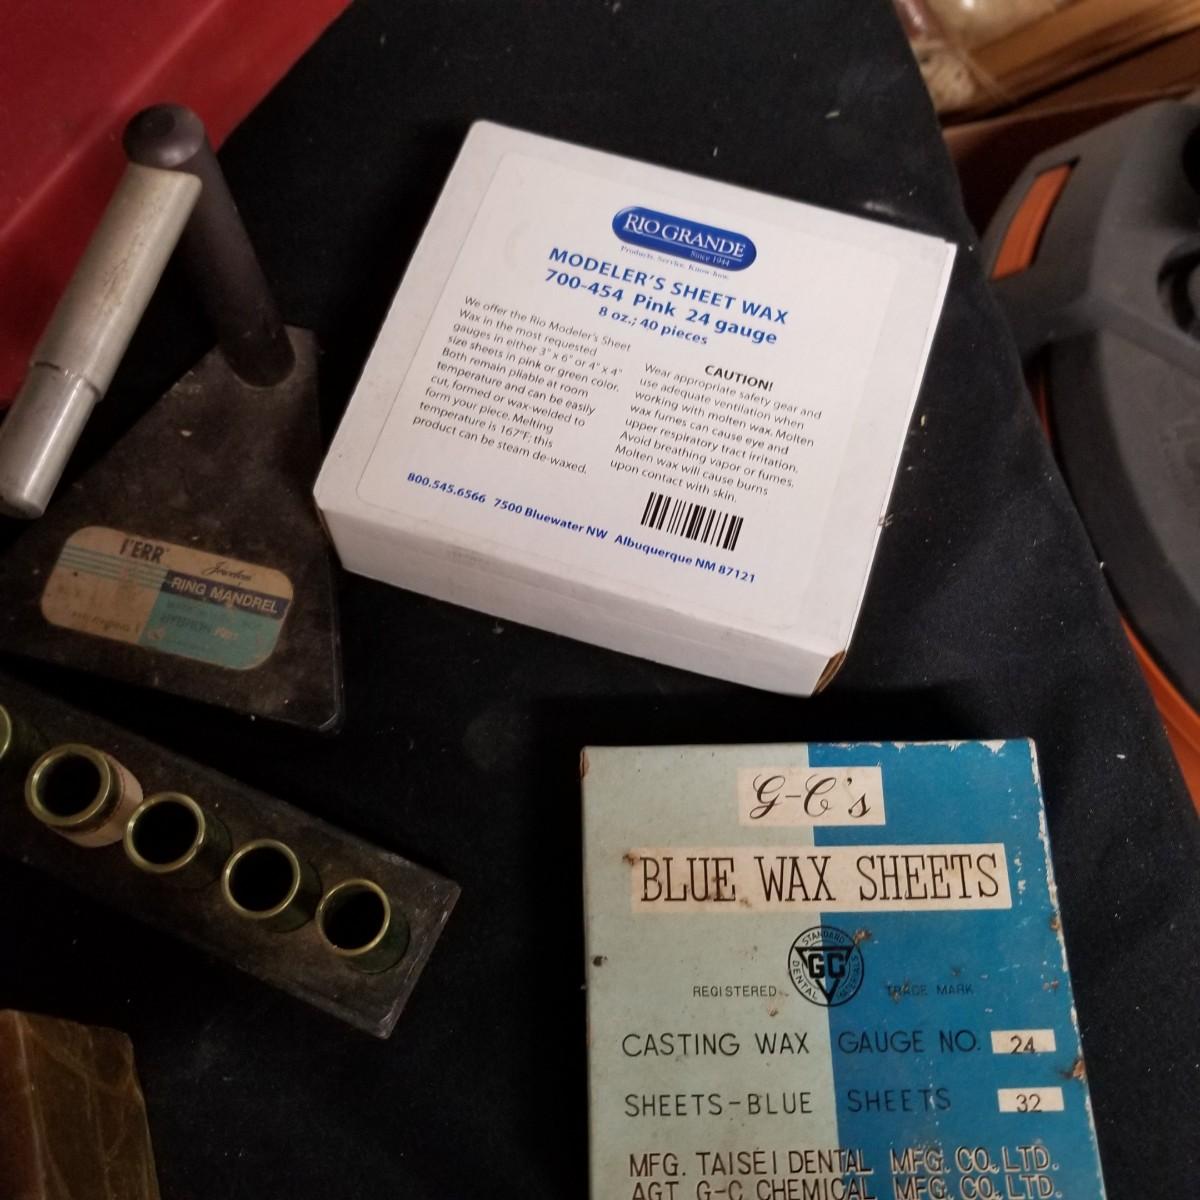 RIO GRANDE
Since 1944
Products. Service. Know-how.
MODELER'S SHEET WAX
700-454 Pink 24 gauge
8 oz.; 40 pieces
We offer the Rio Modeler's Sheet
Wax in the most requested
gauges in either 3" x 6" or 4" x 4"
size sheets in pink or green color.
Both remain pliable at room
temperature and can be easily
cut, formed or wax-welded to
form your piece. Melting
temperature is 167°F; this
product can be steam de-waxed.
CAUTION!
Wear appropriate safety gear and
use adequate ventilation when
working with molten wax. Molten
wax fumes can cause eye and
upper respiratory tract irritation.
Avoid breathing vapor or fumes.
Molten wax will cause burns
upon contact with skin.
800.545.6566 7500 Bluewater NW Albuquerque NM 87121
RING MANDREL
G-C's
BLUE WAX SHEETS
STANDARD
GC
DENTAL MATERIALS
REGISTERED TRADE MARK
CASTING WAX GAUGE NO. 24
SHEETS-BLUE SHEETS 32
MFG. TAISEI DENTAL MFG. CO., LTD.
AGT. G-C CHEMICAL MFG. CO., LTD.